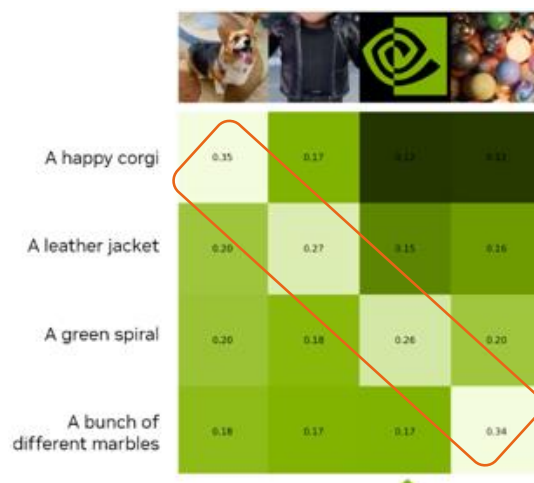 A happy corgi
0.35 0.17 0.12
A leather jacket
0.20 0.27 0.15 0.16
A green spiral
0.20 0.18 0.26 0.20
A bunch of
different marbles
0.18 0.17 0.17 0.34